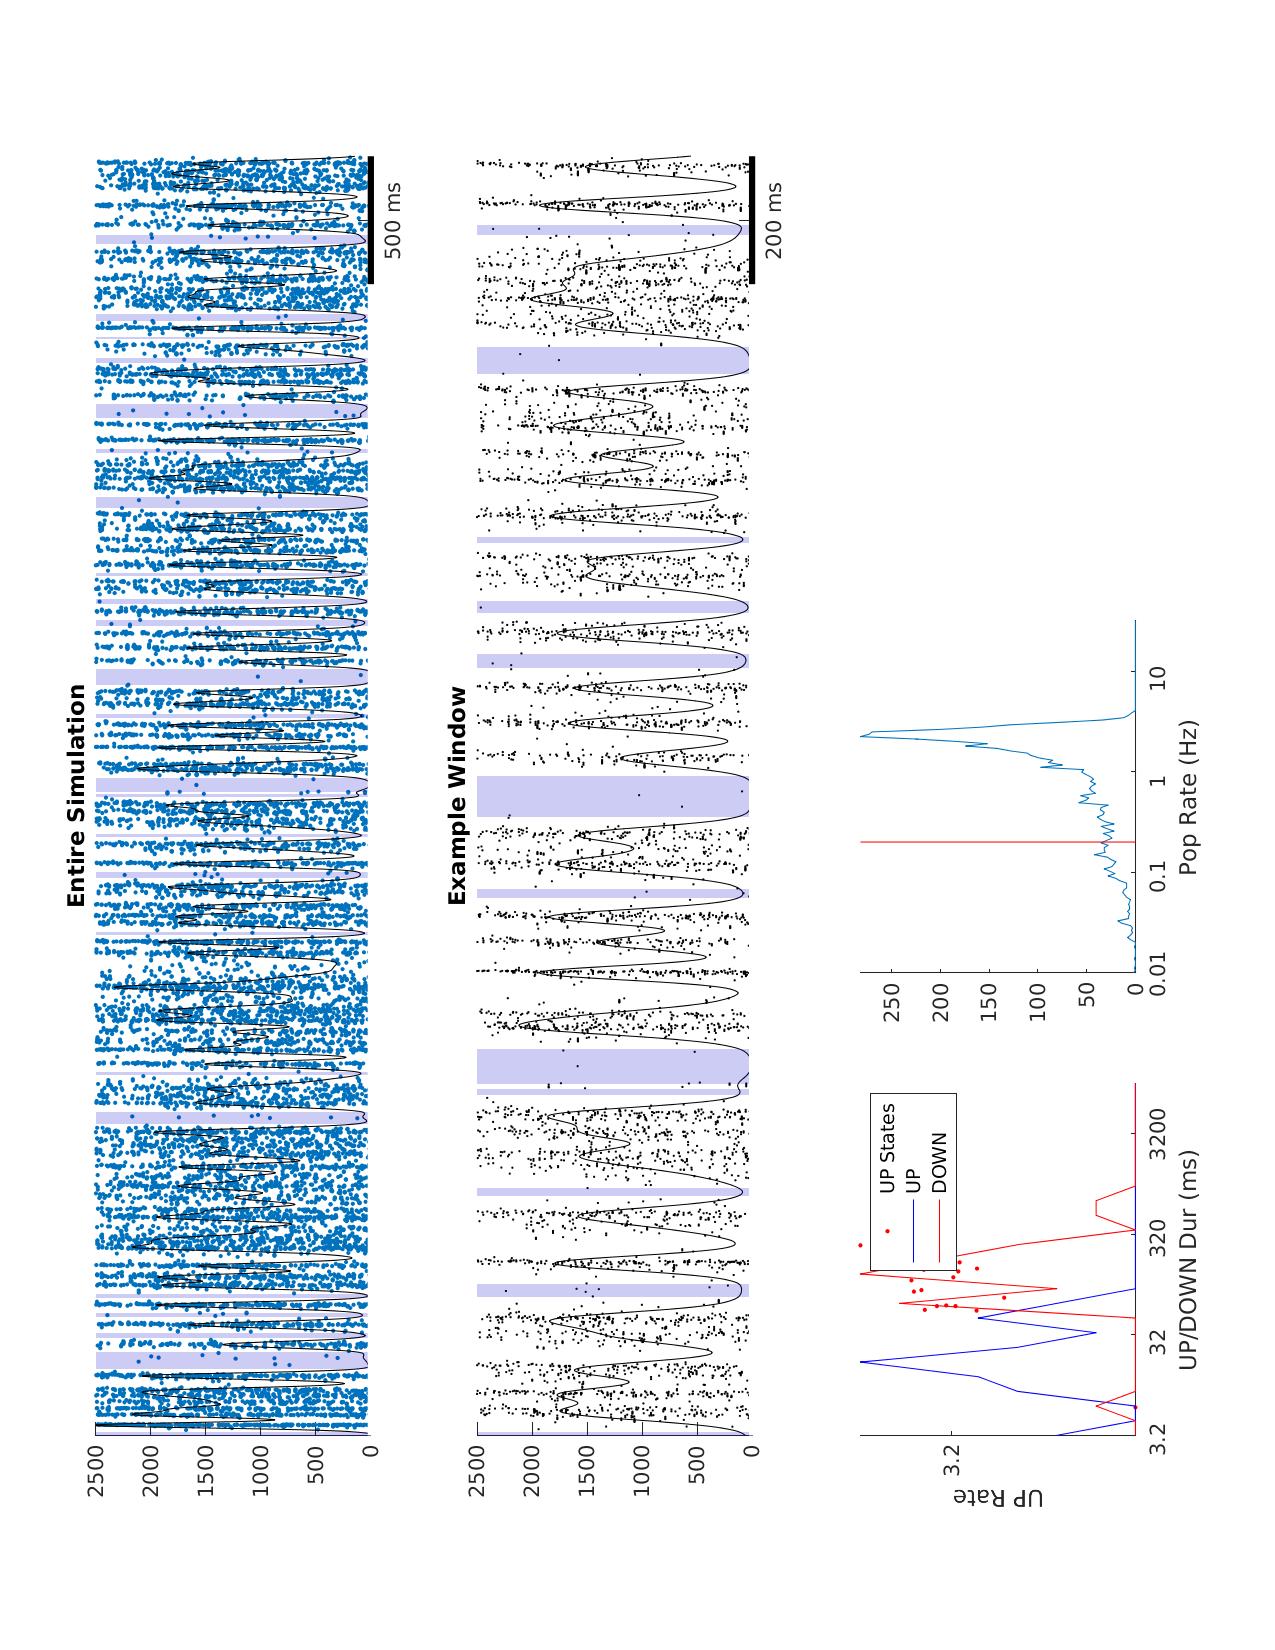 Entire Simulation
2500
2000
1500
1000
500
0
500 ms
Example Window
2500
2000
1500
1000
500
0
200 ms
UP Rate
3.2
UP States
UP
DOWN
3.2 32 320 3200
UP/DOWN Dur (ms)
250
200
150
100
50
0
0.01 0.1 1 10
Pop Rate (Hz)